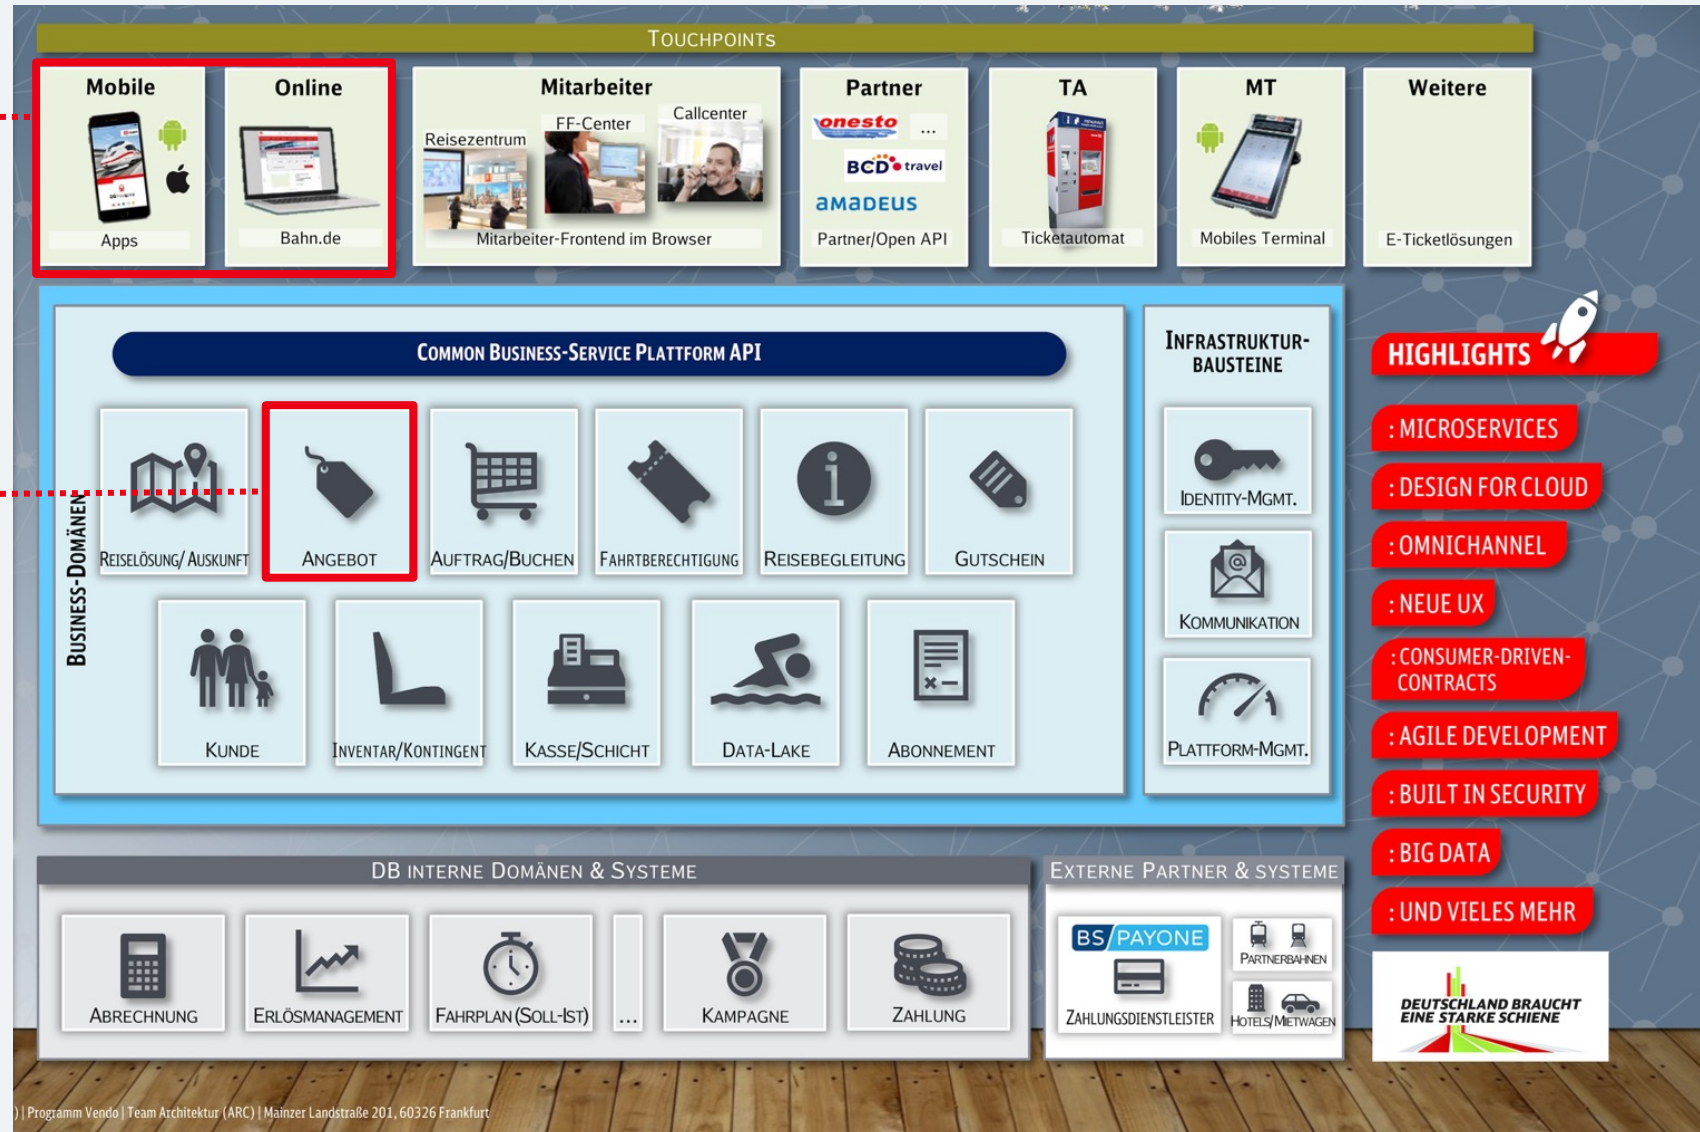 TOUCHPOINTS
Mobile
Apps
Online
Bahn.de
Mitarbeiter
Reisezentrum
FF-Center
Callcenter
Mitarbeiter-Frontend im Browser
Partner
onesto
...
BCD travel
amadeus
Partner/Open API
TA
Ticketautomat
MT
Mobiles Terminal
Weitere
E-Ticketlösungen
COMMON BUSINESS-SERVICE PLATTFORM API
BUSINESS-DOMÄNEN
REISELÖSUNG/AUSKUNFT
ANGEBOT
AUFTRAG/BUCHEN
FAHRTBERECHTIGUNG
REISEBEGLEITUNG
GUTSCHEIN
KUNDE
INVENTAR/KONTINGENT
KASSE/SCHICHT
DATA-LAKE
ABONNEMENT
INFRASTRUKTUR-
BAUSTEINE
IDENTITY-MGMT.
KOMMUNIKATION
PLATTFORM-MGMT.
HIGHLIGHTS
: MICROSERVICES
: DESIGN FOR CLOUD
: OMNICHANNEL
: NEUE UX
: CONSUMER-DRIVEN-
CONTRACTS
: AGILE DEVELOPMENT
: BUILT IN SECURITY
: BIG DATA
: UND VIELES MEHR
DEUTSCHLAND BRAUCHT
EINE STARKE SCHIENE
DB INTERNE DOMÄNEN & SYSTEME
ABRECHNUNG
ERLÖSMANAGEMENT
FAHRPLAN (SOLL-IST)
...
KAMPAGNE
ZAHLUNG
EXTERNE PARTNER & SYSTEME
BS/PAYONE
ZAHLUNGSDIENSTLEISTER
PARTNERBAHNEN
HOTELS/MIETWAGEN
) | Programm Vendo | Team Architektur (ARC) | Mainzer Landstraße 201, 60326 Frankfurt